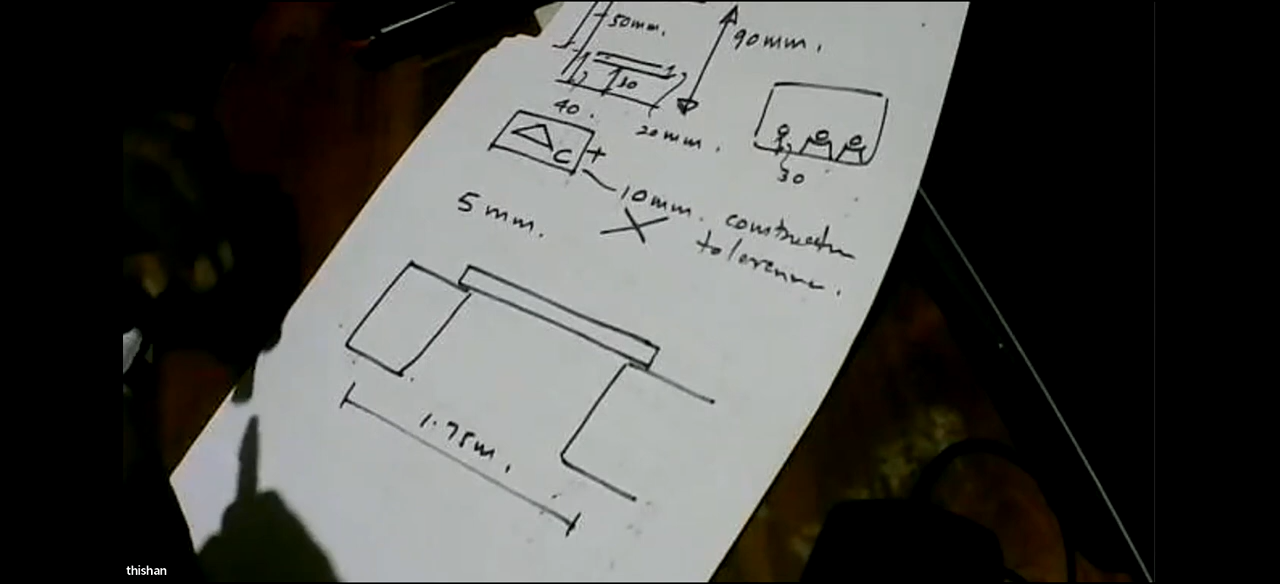 50mm.
90mm.
30
40.
20mm.
30
C +
10mm. construction
tolerance.
5mm.
1.75m.
thishan